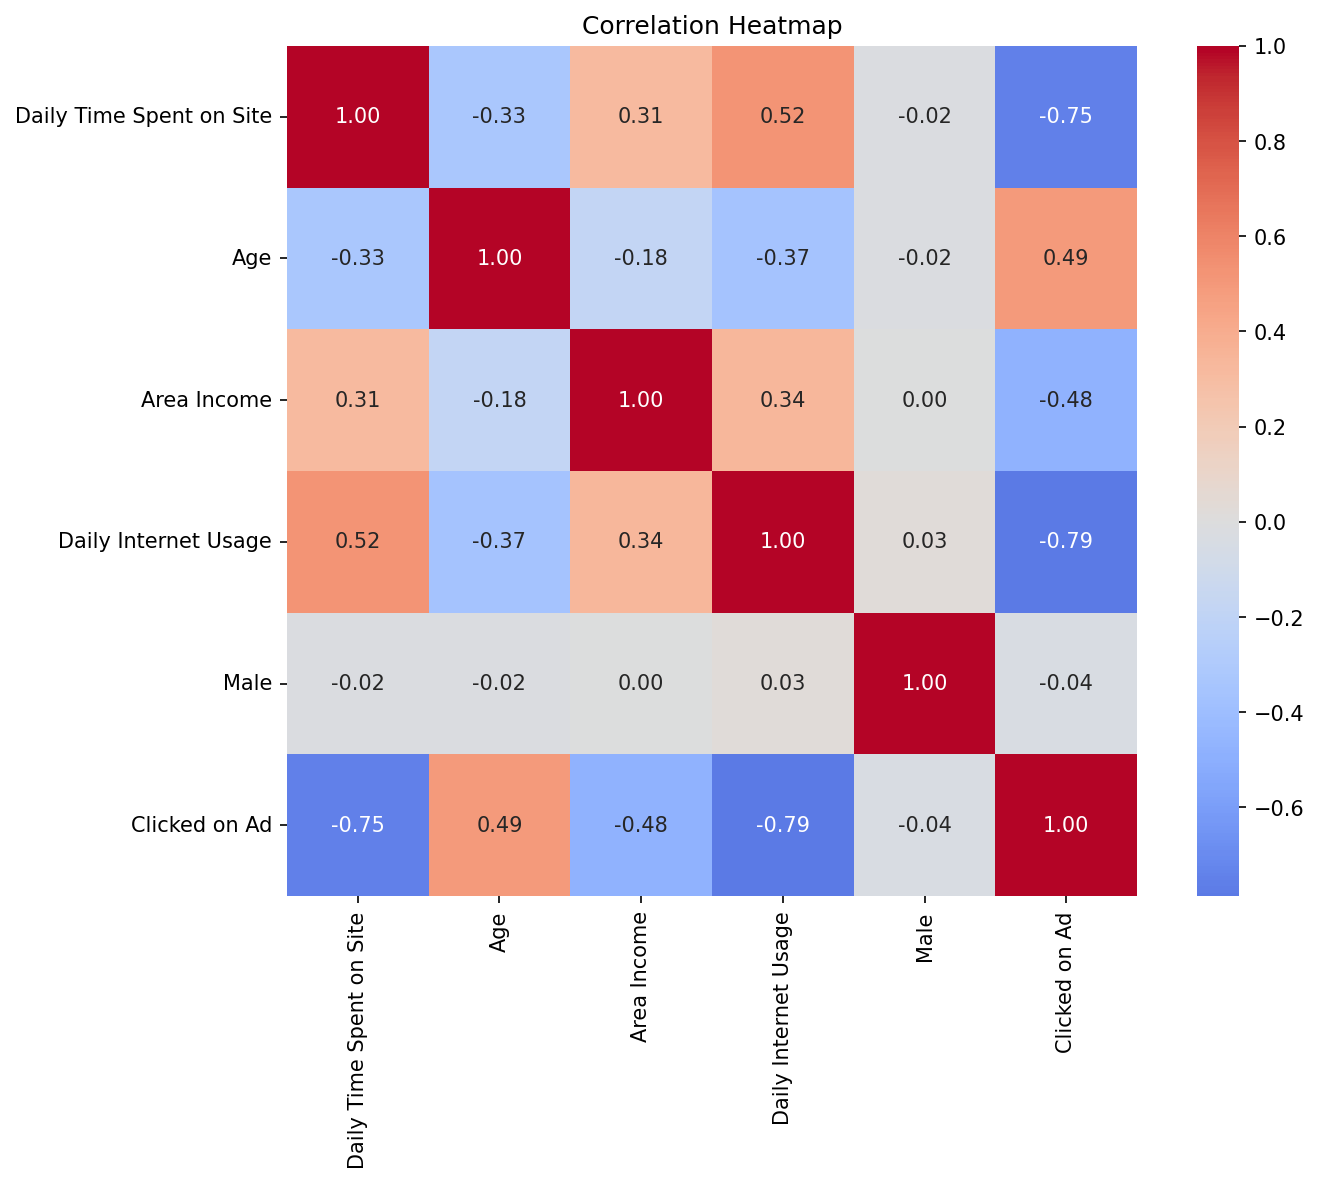 Correlation Heatmap
Daily Time Spent on Site 1.00 -0.33 0.31 0.52 -0.02 -0.75
Age -0.33 1.00 -0.18 -0.37 -0.02 0.49
Area Income 0.31 -0.18 1.00 0.34 0.00 -0.48
Daily Internet Usage 0.52 -0.37 0.34 1.00 0.03 -0.79
Male -0.02 -0.02 0.00 0.03 1.00 -0.04
Clicked on Ad -0.75 0.49 -0.48 -0.79 -0.04 1.00
Daily Time Spent on Site
Age
Area Income
Daily Internet Usage
Male
Clicked on Ad
1.0
0.8
0.6
0.4
0.2
0.0
−0.2
−0.4
−0.6